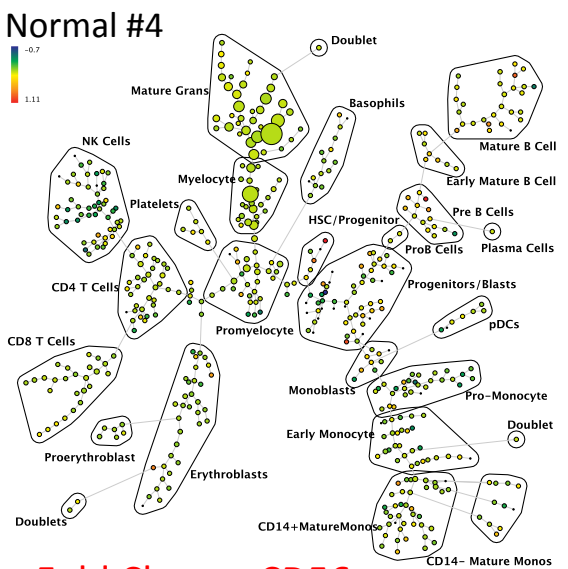 Normal #4
-0.7
1.11
Doublet
Mature Grans
Basophils
Mature B Cell
NK Cells
Myelocyte
Early Mature B Cell
Platelets
HSC/Progenitor
Pre B Cells
ProB Cells
Plasma Cells
CD4 T Cells
Progenitors/Blasts
Promyelocyte
pDCs
CD8 T Cells
Monoblasts
Pro-Monocyte
Proerythroblast
Early Monocyte
Doublet
Erythroblasts
Doublets
CD14+MatureMonos
CD14- Mature Monos